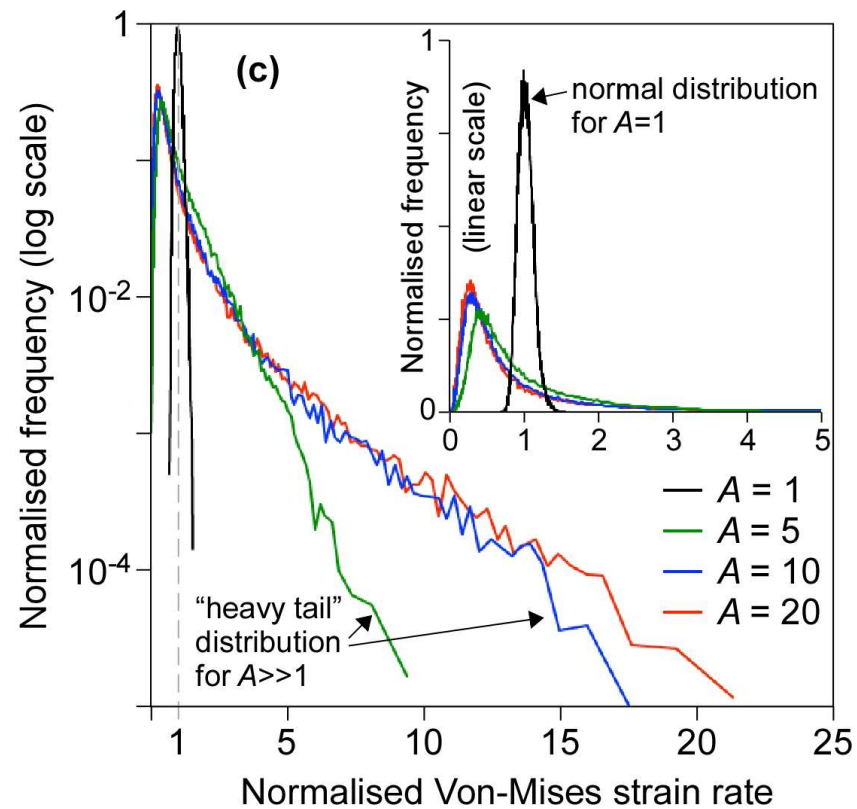 (c)
Normalised frequency (log scale)
1
10-2
10-4
1
5
10
15
20
25
Normalised Von-Mises strain rate
“heavy tail”
distribution
for A>>1
Normalised frequency
(linear scale)
1
0
0
1
2
3
4
5
normal distribution
for A=1
A = 1
A = 5
A = 10
A = 20